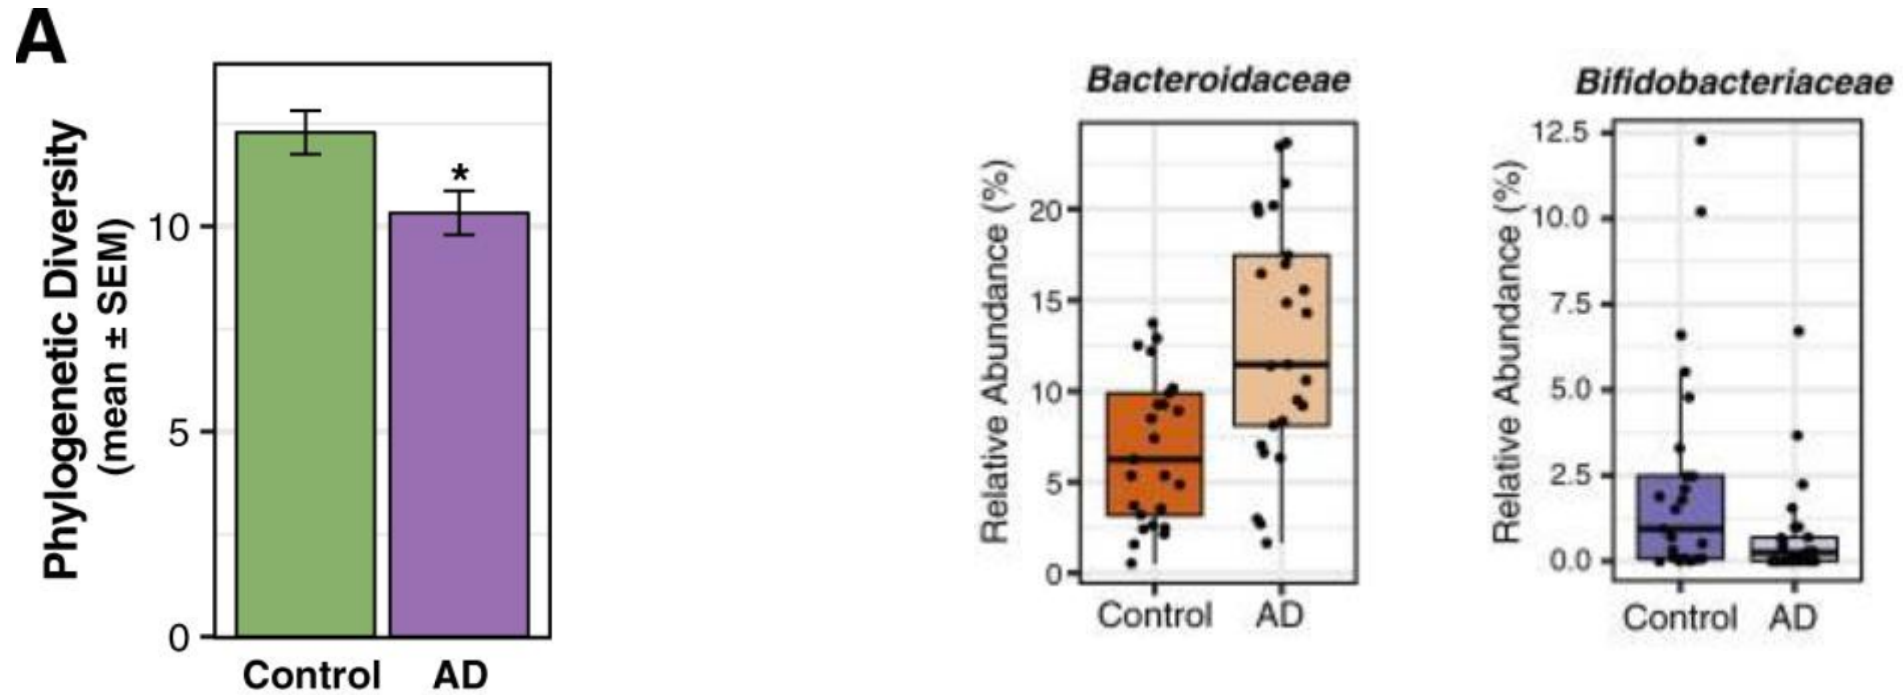 A
Phylogenetic Diversity
(mean ± SEM)
10
5
0
*
Control AD
Bacteroidaceae
Relative Abundance (%)
20
15
10
5
0
Control AD
Bifidobacteriaceae
Relative Abundance (%)
12.5
10.0
7.5
5.0
2.5
0.0
Control AD